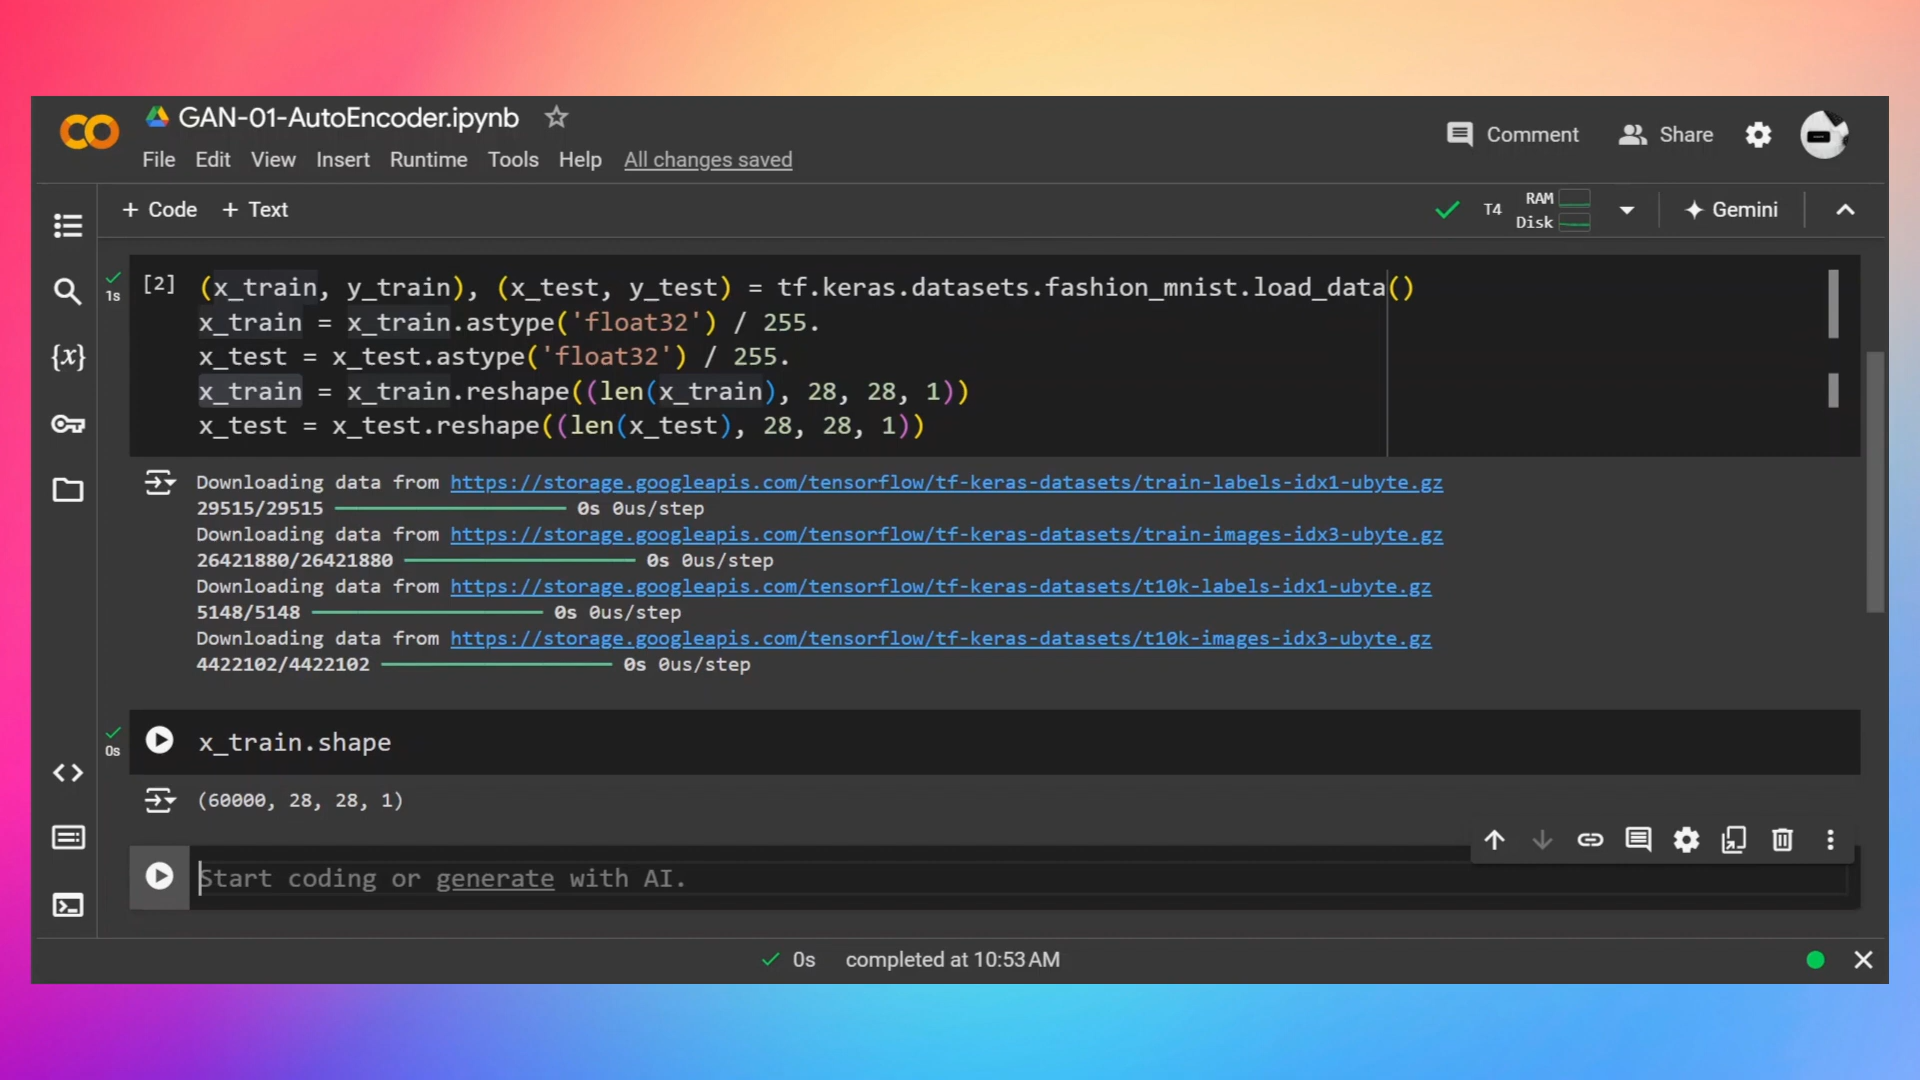 GAN-01-AutoEncoder.ipynb
File Edit View Insert Runtime Tools Help All changes saved
Comment Share
+ Code + Text
T4 RAM Disk Gemini
1s
[2] (x_train, y_train), (x_test, y_test) = tf.keras.datasets.fashion_mnist.load_data()
x_train = x_train.astype('float32') / 255.
x_test = x_test.astype('float32') / 255.
x_train = x_train.reshape((len(x_train), 28, 28, 1))
x_test = x_test.reshape((len(x_test), 28, 28, 1))
{x}
Downloading data from https://storage.googleapis.com/tensorflow/tf-keras-datasets/train-labels-idx1-ubyte.gz
29515/29515 0s 0us/step
Downloading data from https://storage.googleapis.com/tensorflow/tf-keras-datasets/train-images-idx3-ubyte.gz
26421880/26421880 0s 0us/step
Downloading data from https://storage.googleapis.com/tensorflow/tf-keras-datasets/t10k-labels-idx1-ubyte.gz
5148/5148 0s 0us/step
Downloading data from https://storage.googleapis.com/tensorflow/tf-keras-datasets/t10k-images-idx3-ubyte.gz
4422102/4422102 0s 0us/step
0s
x_train.shape
(60000, 28, 28, 1)
Start coding or generate with AI.
0s completed at 10:53 AM